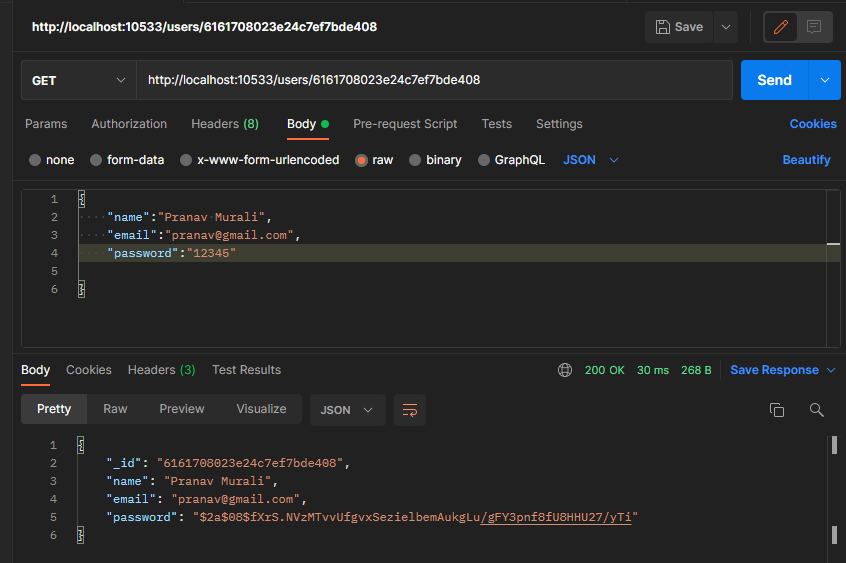 http://localhost:10533/users/6161708023e24c7ef7bde408
Save
GET
http://localhost:10533/users/6161708023e24c7ef7bde408
Send
Params Authorization Headers (8) Body Pre-request Script Tests Settings Cookies
none form-data x-www-form-urlencoded raw binary GraphQL JSON Beautify
1 {
2 ····"name":"Pranav·Murali",
3 ····"email":"pranav@gmail.com",
4 ····"password":"12345"
5
6 }
Body Cookies Headers (3) Test Results 200 OK 30 ms 268 B Save Response
Pretty Raw Preview Visualize JSON
1 {
2 "_id": "6161708023e24c7ef7bde408",
3 "name": "Pranav Murali",
4 "email": "pranav@gmail.com",
5 "password": "$2a$08$fXrS.NVzMTvvUfgvxSezielbemAukgLu/gFY3pnf8fU8HHU27/yTi"
6 }